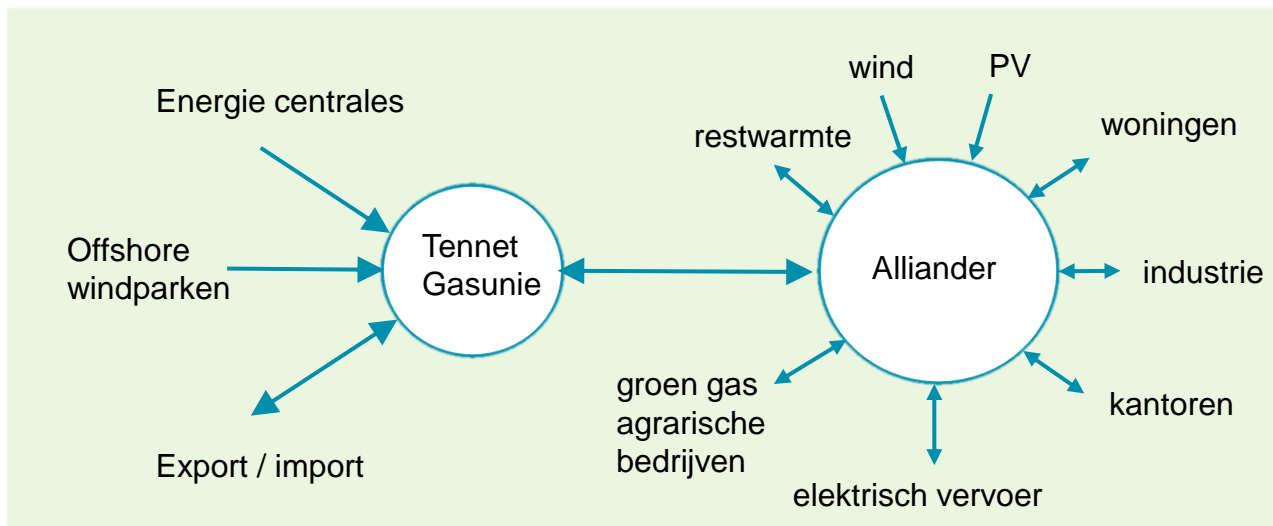 Energie centrales
Offshore
windparken
Export / import
Tennet
Gasunie
restwarmte
wind
PV
woningen
Alliander
industrie
kantoren
elektrisch vervoer
groen gas
agrarische
bedrijven